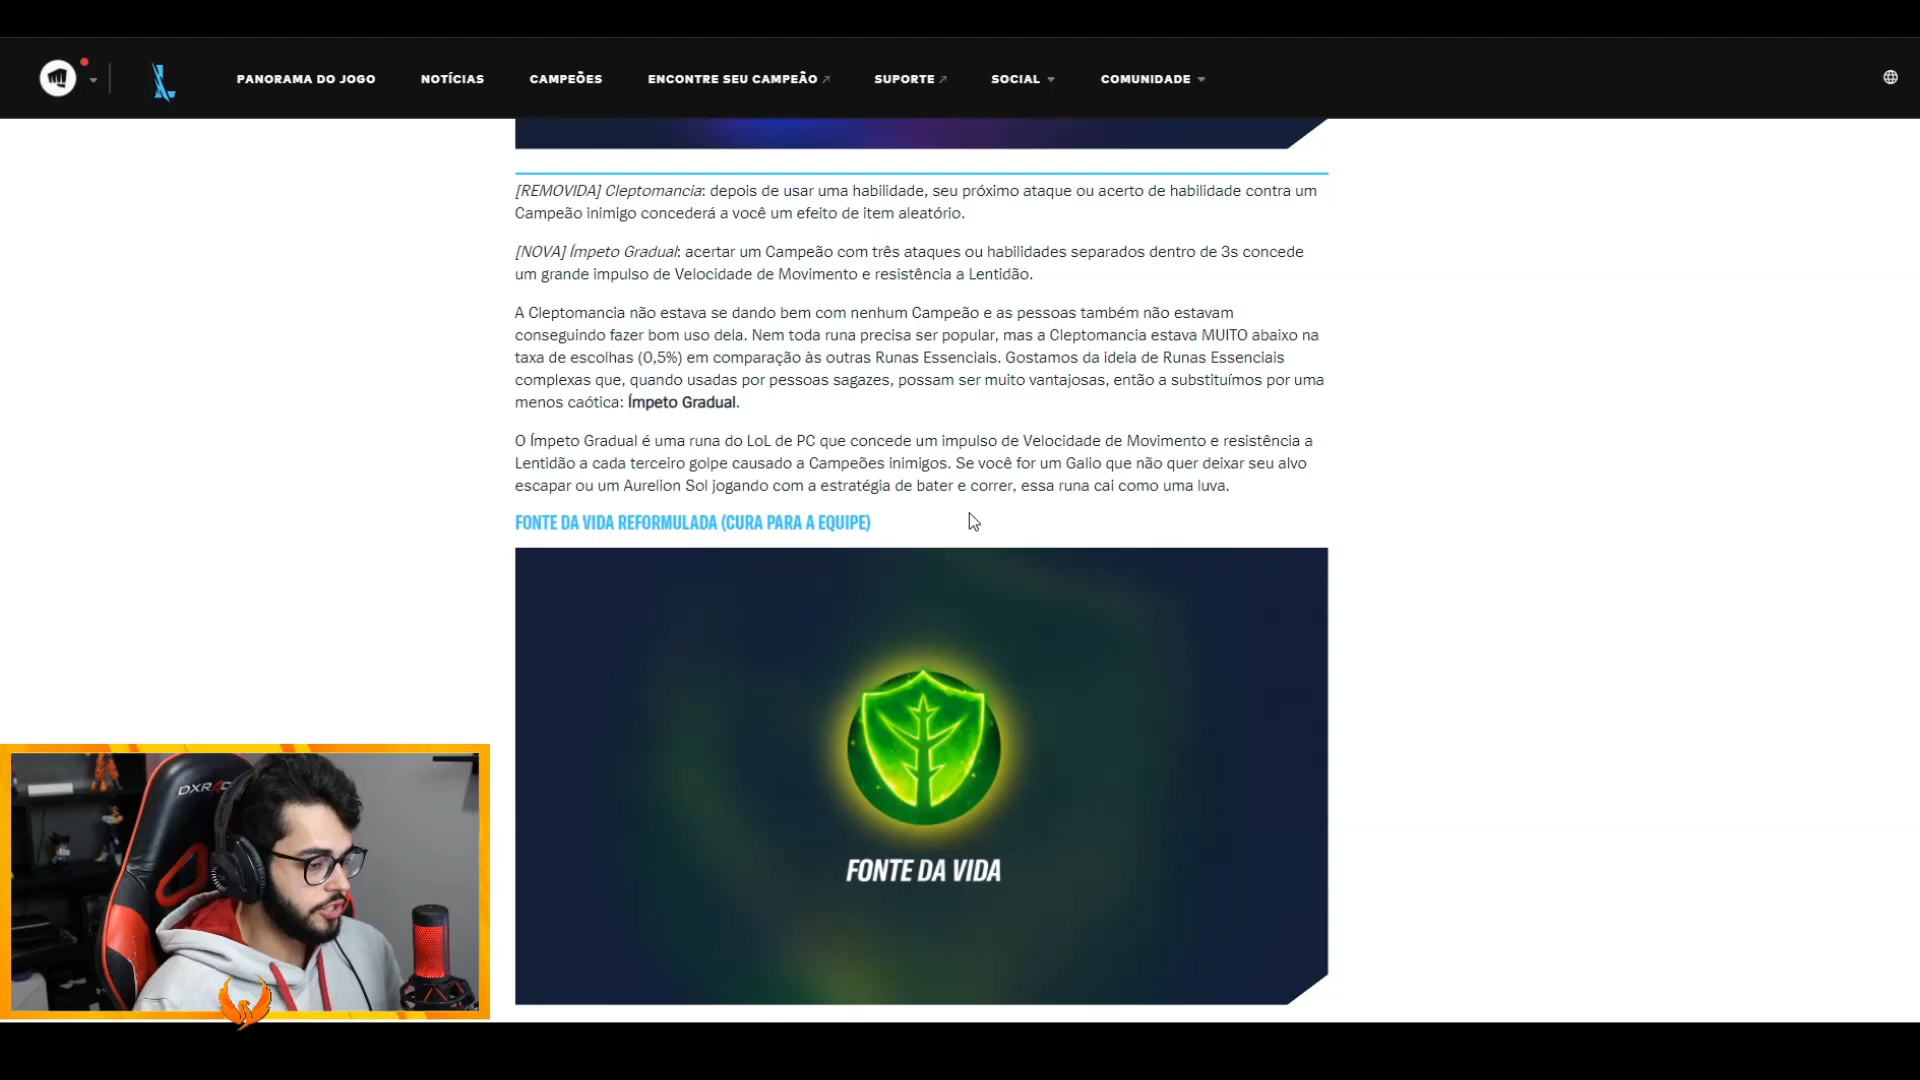 PANORAMA DO JOGO NOTÍCIAS CAMPEÕES ENCONTRE SEU CAMPEÃO SUPORTE SOCIAL COMUNIDADE
[REMOVIDA] Cleptomancia: depois de usar uma habilidade, seu próximo ataque ou acerto de habilidade contra um
Campeão inimigo concederá a você um efeito de item aleatório.
[NOVA] Ímpeto Gradual: acertar um Campeão com três ataques ou habilidades separados dentro de 3s concede
um grande impulso de Velocidade de Movimento e resistência a Lentidão.
A Cleptomancia não estava se dando bem com nenhum Campeão e as pessoas também não estavam
conseguindo fazer bom uso dela. Nem toda runa precisa ser popular, mas a Cleptomancia estava MUITO abaixo na
taxa de escolhas (0,5%) em comparação às outras Runas Essenciais. Gostamos da ideia de Runas Essenciais
complexas que, quando usadas por pessoas sagazes, possam ser muito vantajosas, então a substituímos por uma
menos caótica: Ímpeto Gradual.
O Ímpeto Gradual é uma runa do LoL de PC que concede um impulso de Velocidade de Movimento e resistência a
Lentidão a cada terceiro golpe causado a Campeões inimigos. Se você for um Galio que não quer deixar seu alvo
escapar ou um Aurelion Sol jogando com a estratégia de bater e correr, essa runa cai como uma luva.
FONTE DA VIDA REFORMULADA (CURA PARA A EQUIPE)
FONTE DA VIDA